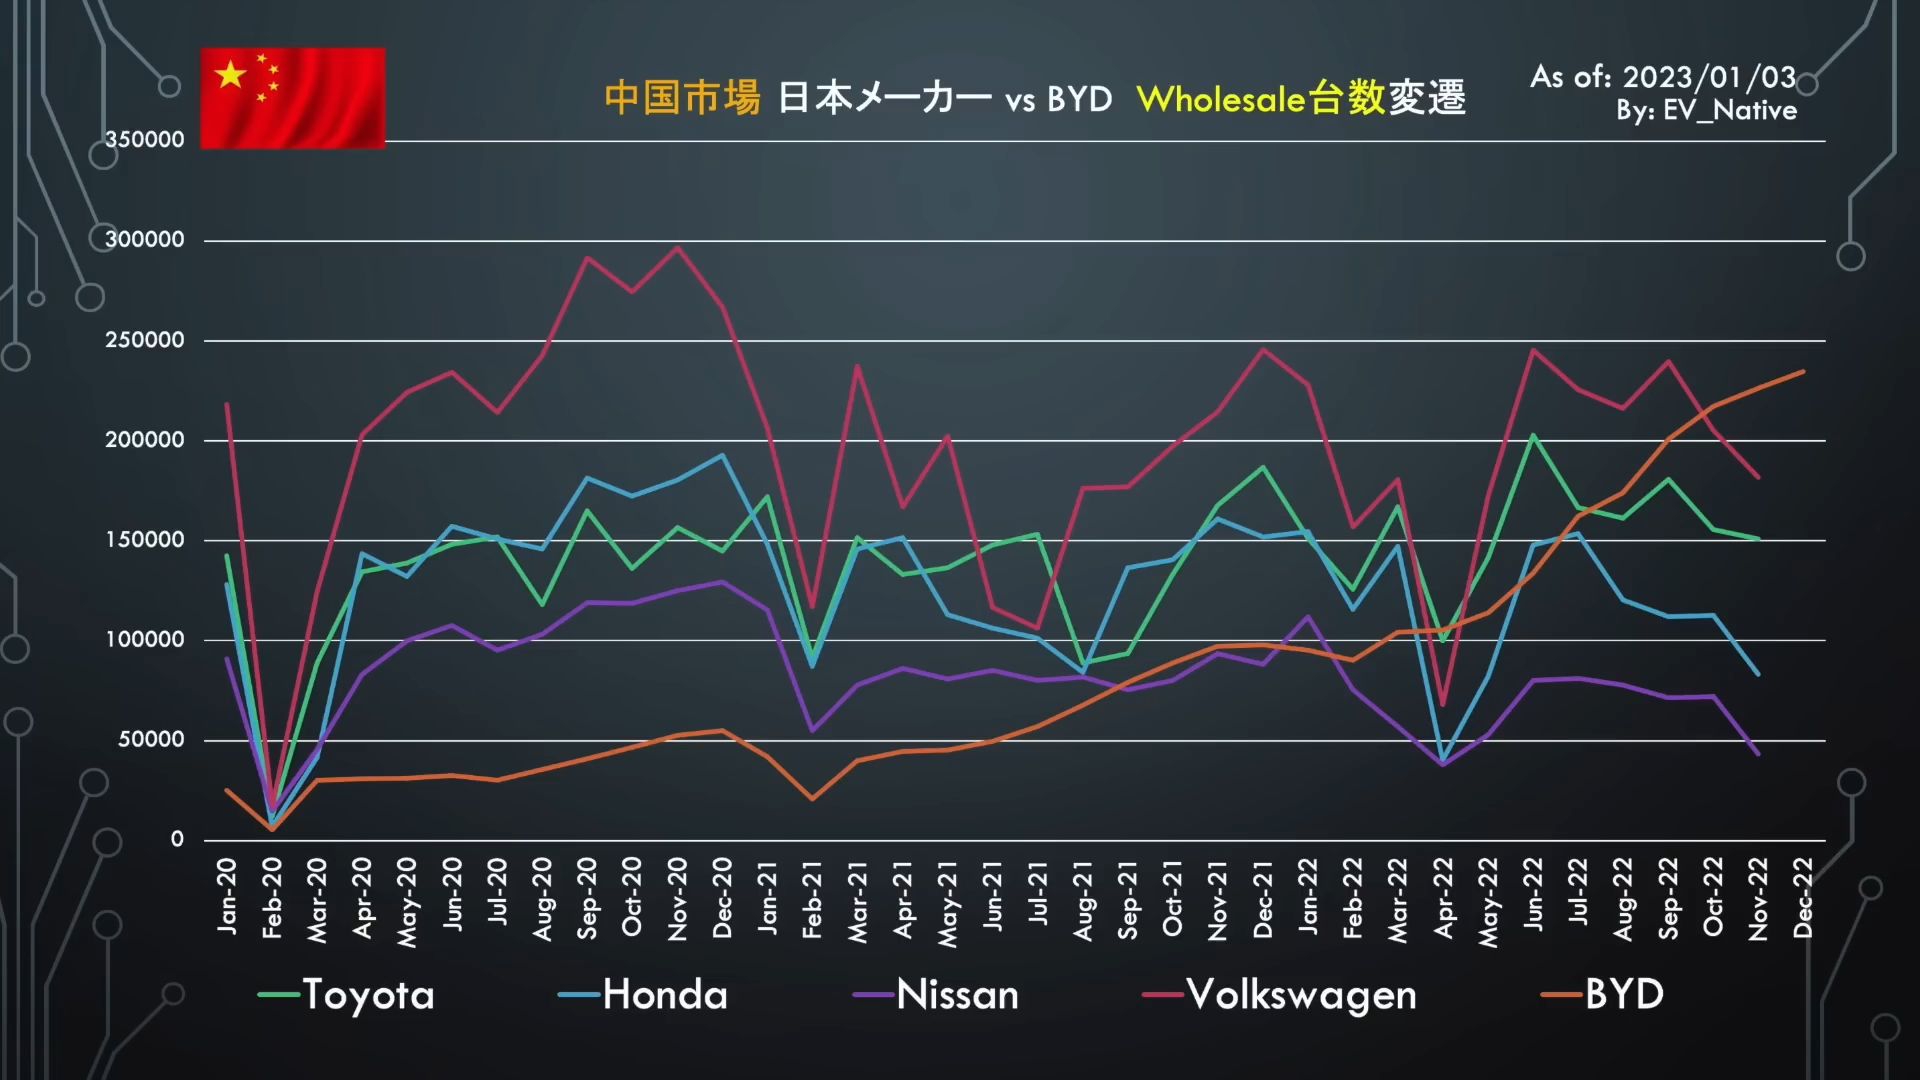 中国市場 日本メーカー vs BYD Wholesale台数変遷
As of: 2023/01/03
By: EV_Native
350000
300000
250000
200000
150000
100000
50000
0
Jan-20
Feb-20
Mar-20
Apr-20
May-20
Jun-20
Jul-20
Aug-20
Sep-20
Oct-20
Nov-20
Dec-20
Jan-21
Feb-21
Mar-21
Apr-21
May-21
Jun-21
Jul-21
Aug-21
Sep-21
Oct-21
Nov-21
Dec-21
Jan-22
Feb-22
Mar-22
Apr-22
May-22
Jun-22
Jul-22
Aug-22
Sep-22
Oct-22
Nov-22
Dec-22
Toyota
Honda
Nissan
Volkswagen
BYD